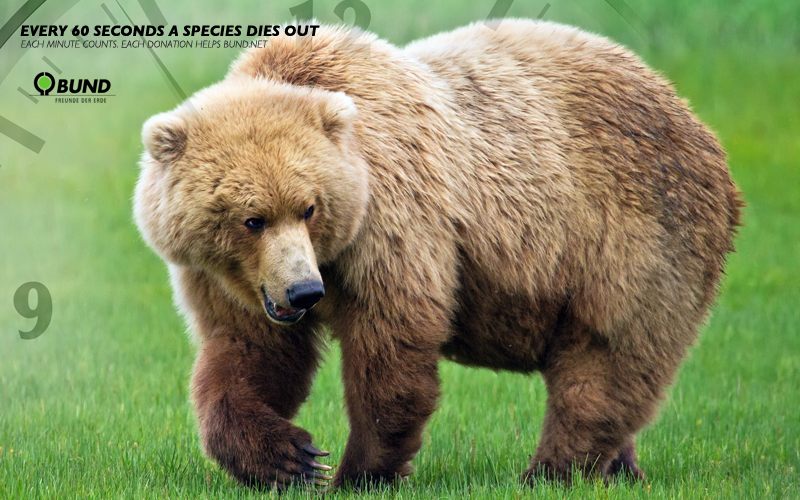 EVERY 60 SECONDS A SPECIES DIES OUT
EACH MINUTE COUNTS. EACH DONATION HELPS BUND.NET
12
BUND
FREUNDE DER ERDE
9